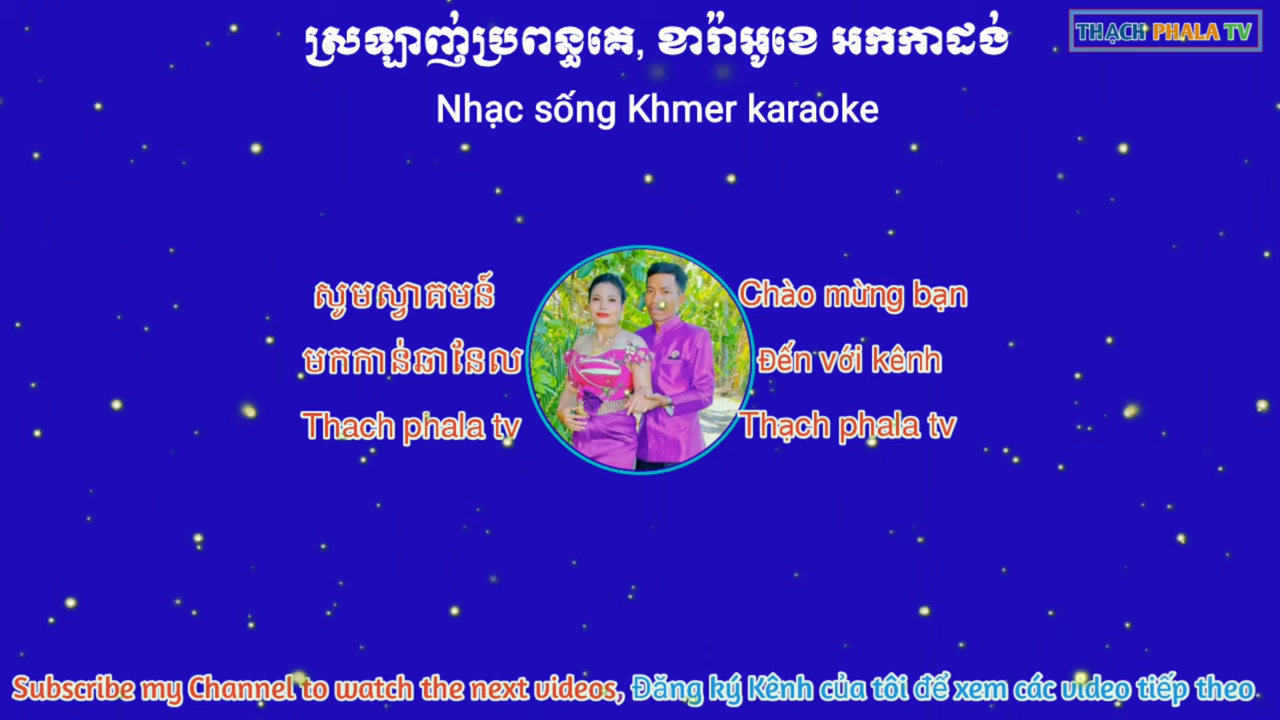 ស្រឡាញ់ប្រពន្ធគេ, ខារ៉ាអូខេ អកកាដង់
THẠCH PHALA TV
Nhạc sống Khmer karaoke
សូមស្វាគមន៍
Chào mừng bạn
មកកាន់ឆានែល
Đến với kênh
Thach phala tv
Thạch phala tv
Subscribe my Channel to watch the next videos, Đăng ký Kênh của tôi để xem các video tiếp theo